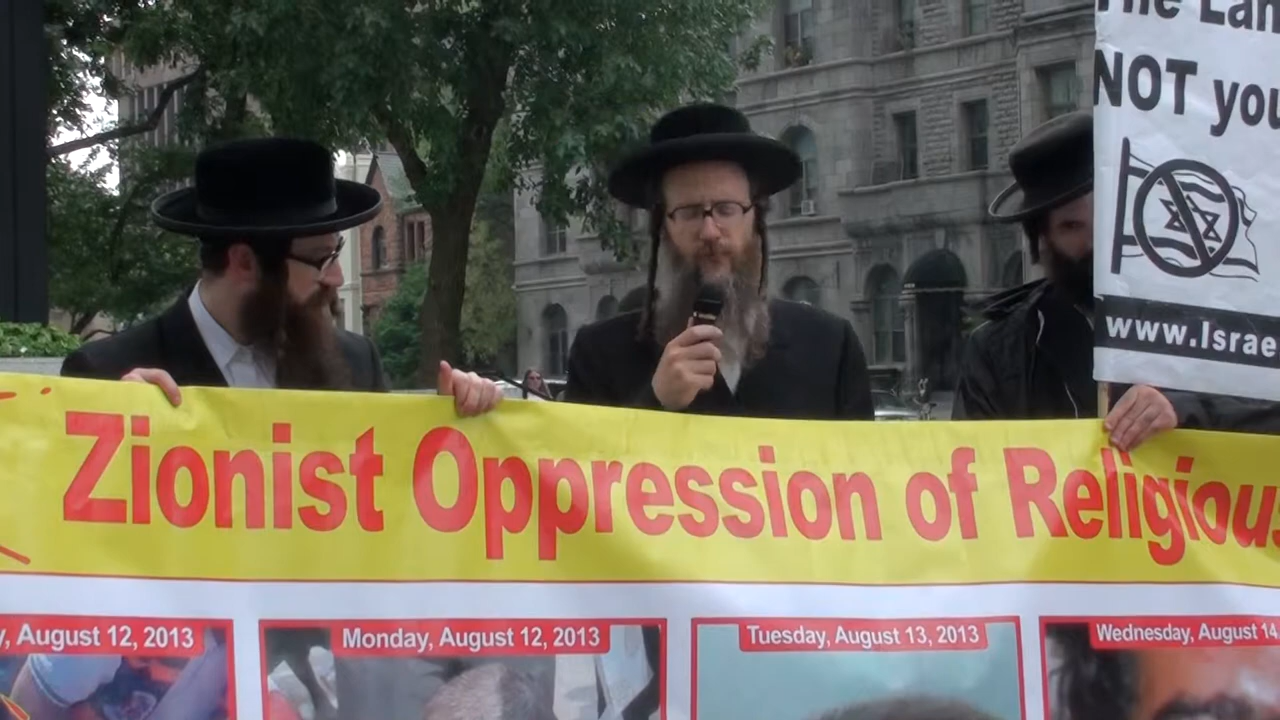 The Lan
NOT you
www.Israe
Zionist Oppression of Religious
y, August 12, 2013
Monday, August 12, 2013
Tuesday, August 13, 2013
Wednesday, August 14